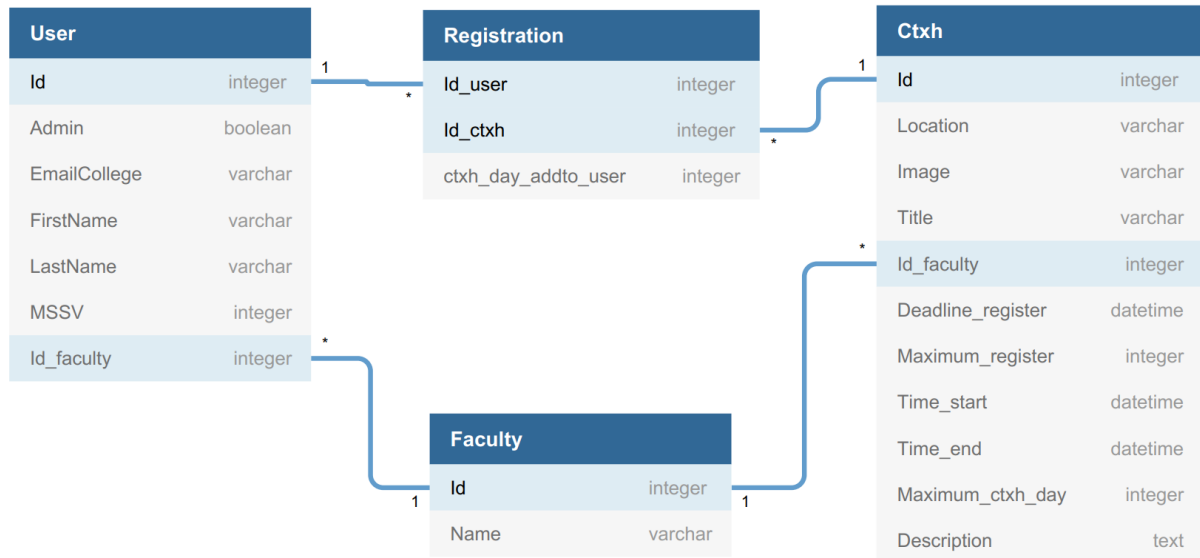 User
Id integer
Admin boolean
EmailCollege varchar
FirstName varchar
LastName varchar
MSSV integer
Id_faculty integer
1
*
*
Registration
Id_user integer
Id_ctxh integer
ctxh_day_addto_user integer
*
1
Faculty
Id integer
Name varchar
1
1
*
Ctxh
Id integer
Location varchar
Image varchar
Title varchar
Id_faculty integer
Deadline_register datetime
Maximum_register integer
Time_start datetime
Time_end datetime
Maximum_ctxh_day integer
Description text